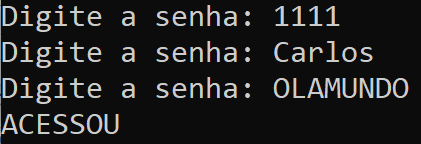 Digite a senha: 1111
Digite a senha: Carlos
Digite a senha: OLAMUNDO
ACESSOU